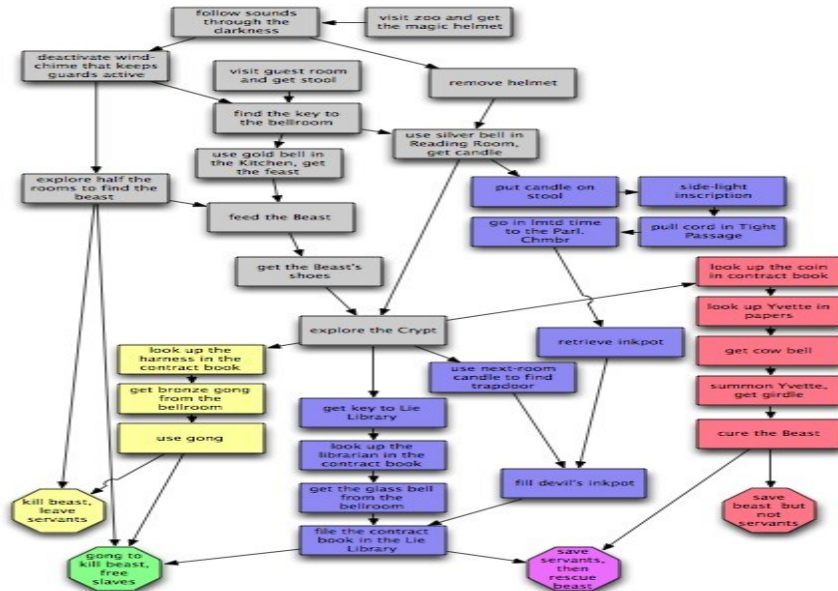 follow sounds
through the
darkness
visit zoo and get
the magic helmet
deactivate wind-
chime that keeps
guards active
visit guest room
and get stool
remove helmet
find the key to
the bellroom
use silver bell in
Reading Room,
get candle
use gold bell in
the Kitchen, get
the feast
explore half the
rooms to find the
beast
put candle on
stool
side-light
inscription
feed the Beast
go in lmtd time
to the Parl.
Chmbr
pull cord in Tight
Passage
get the Beast's
shoes
look up the coin
in contract book
explore the Crypt
look up Yvette in
papers
look up the
harness in the
contract book
use next-room
candle to find
trapdoor
retrieve inkpot
get cow bell
get bronze gong
from the
bellroom
get key to Lie
Library
summon Yvette,
get girdle
use gong
look up the
librarian in the
contract book
cure the Beast
kill beast,
leave
servants
get the glass bell
from the
bellroom
fill devil's inkpot
save
beast but
not
servants
file the contract
book in the Lie
Library
gong to
kill beast,
free
slaves
save
servants,
then
rescue
beast